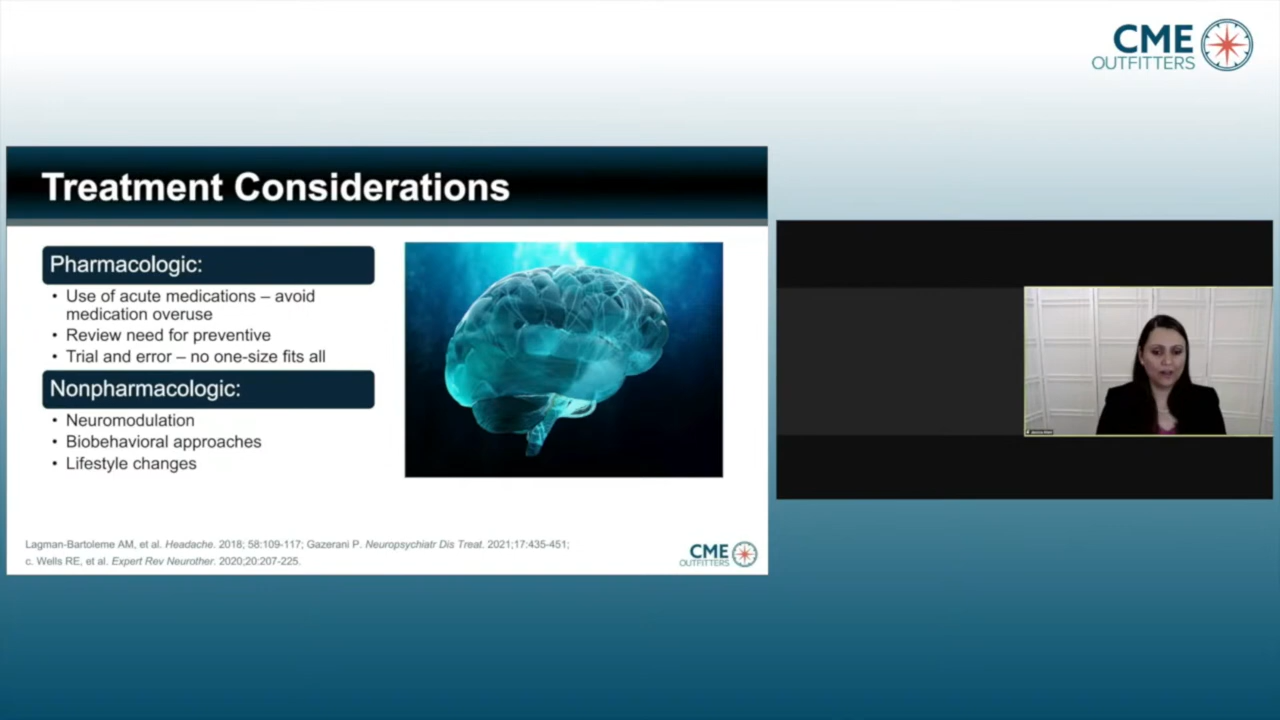 CME
OUTFITTERS
Treatment Considerations
Pharmacologic:
• Use of acute medications – avoid
medication overuse
• Review need for preventive
• Trial and error – no one-size fits all
Nonpharmacologic:
• Neuromodulation
• Biobehavioral approaches
• Lifestyle changes
Lagman-Bartoleme AM, et al. Headache. 2018; 58:109-117; Gazerani P. Neuropsychiatr Dis Treat. 2021;17:435-451;
c. Wells RE, et al. Expert Rev Neurother. 2020;20:207-225.
CME
OUTFITTERS